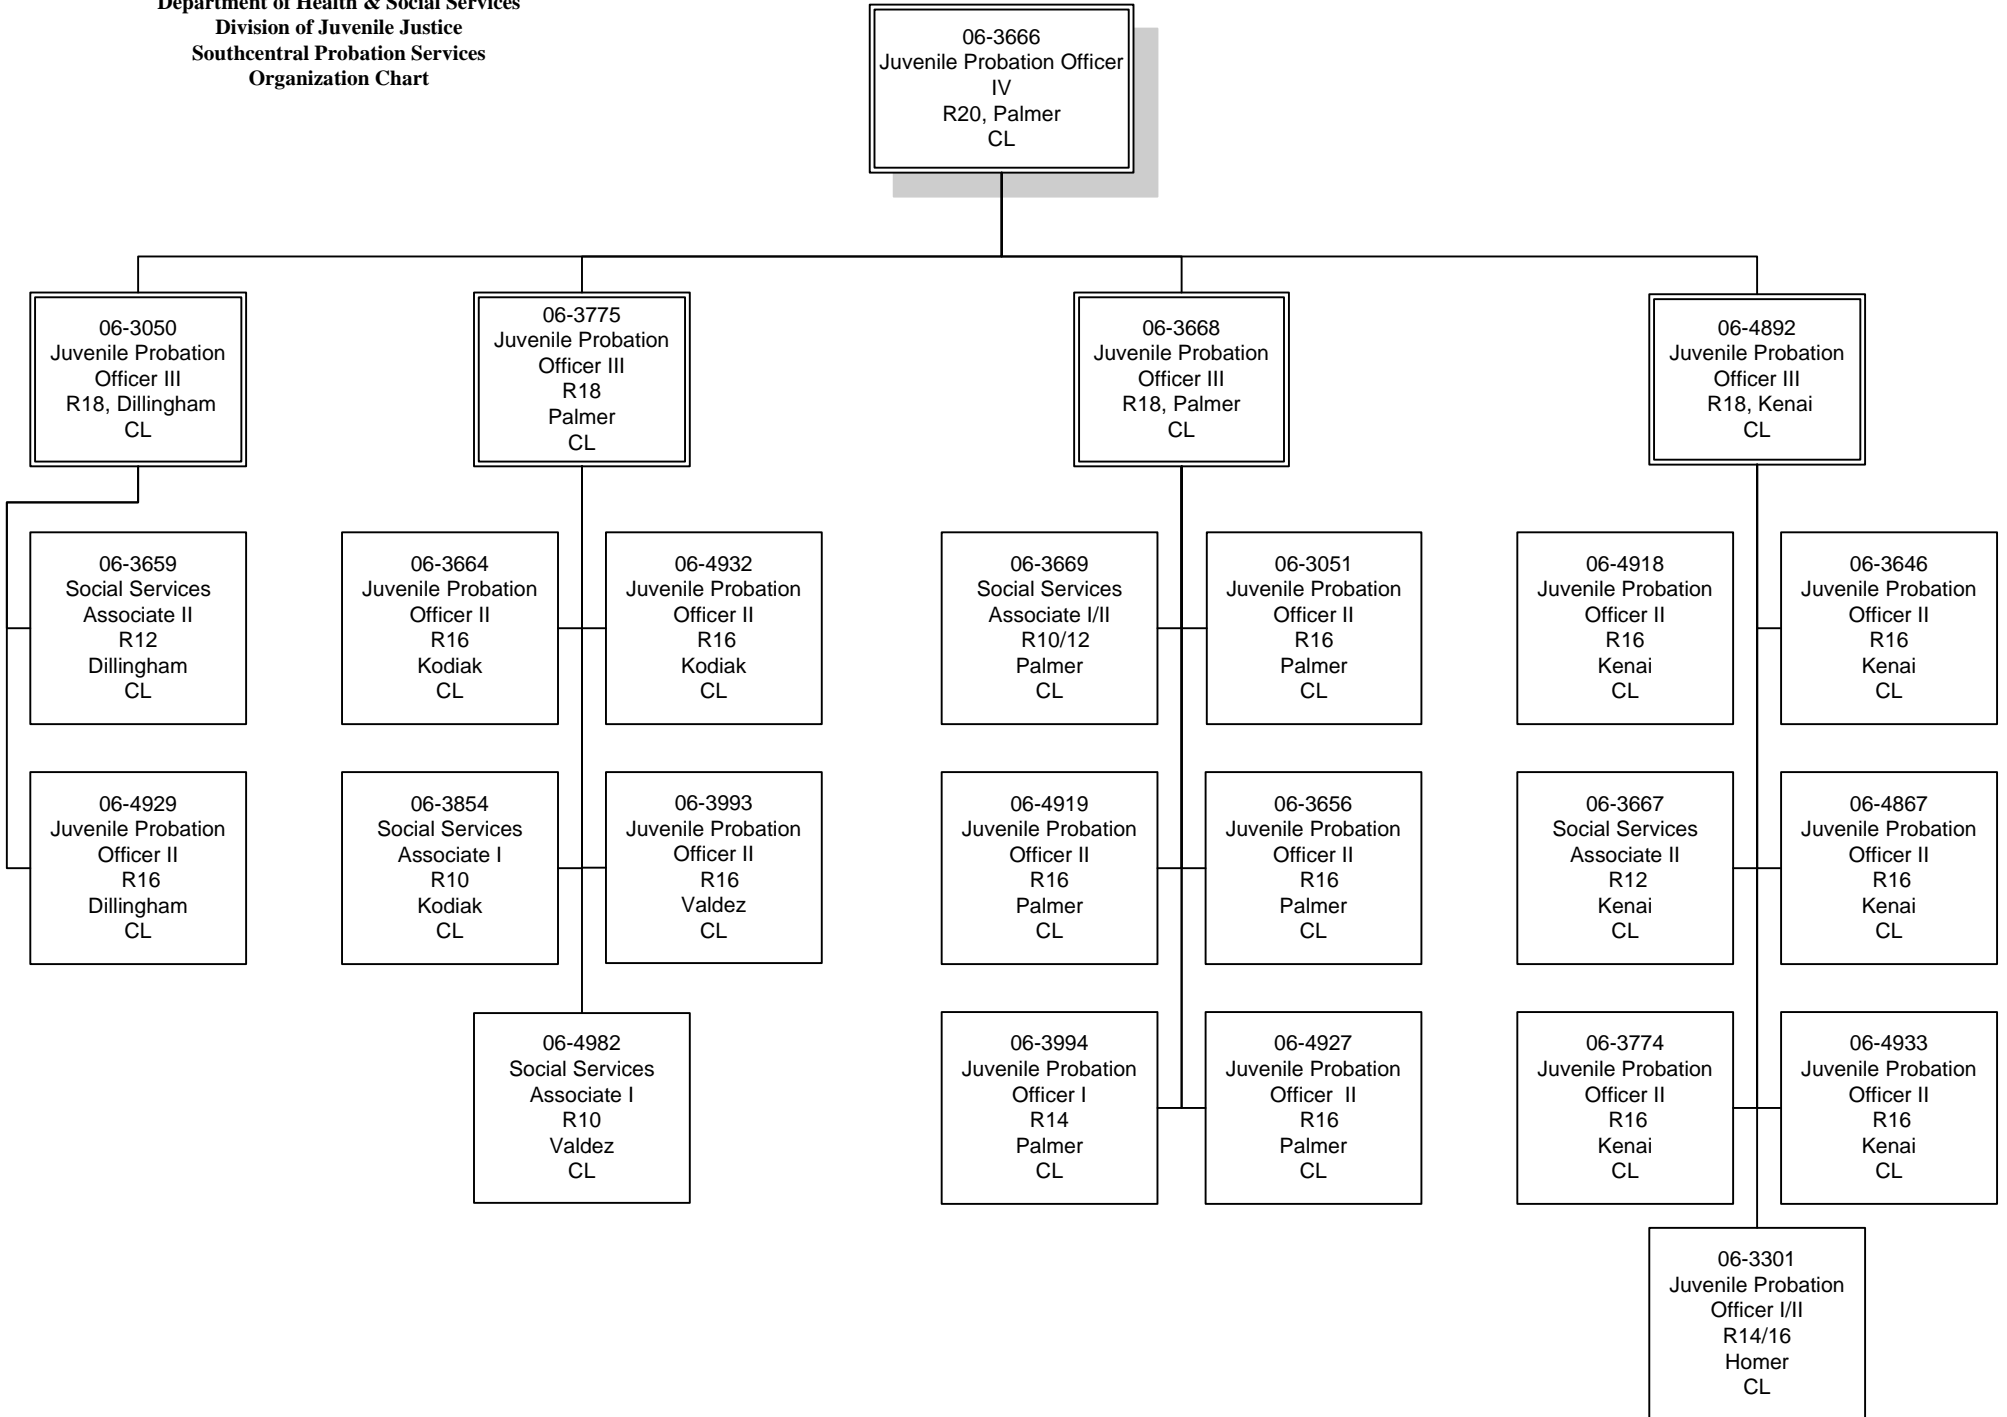 Department of Health & Social Services
Division of Juvenile Justice
Southcentral Probation Services
Organization Chart
06-3666
Juvenile Probation Officer
IV
R20, Palmer
CL
06-3050
Juvenile Probation
Officer III
R18, Dillingham
CL
06-3775
Juvenile Probation
Officer III
R18
Palmer
CL
06-3668
Juvenile Probation
Officer III
R18, Palmer
CL
06-4892
Juvenile Probation
Officer III
R18, Kenai
CL
06-3659
Social Services
Associate II
R12
Dillingham
CL
06-3664
Juvenile Probation
Officer II
R16
Kodiak
CL
06-4932
Juvenile Probation
Officer II
R16
Kodiak
CL
06-3669
Social Services
Associate I/II
R10/12
Palmer
CL
06-3051
Juvenile Probation
Officer II
R16
Palmer
CL
06-4918
Juvenile Probation
Officer II
R16
Kenai
CL
06-3646
Juvenile Probation
Officer II
R16
Kenai
CL
06-4929
Juvenile Probation
Officer II
R16
Dillingham
CL
06-3854
Social Services
Associate I
R10
Kodiak
CL
06-3993
Juvenile Probation
Officer II
R16
Valdez
CL
06-4919
Juvenile Probation
Officer II
R16
Palmer
CL
06-3656
Juvenile Probation
Officer II
R16
Palmer
CL
06-3667
Social Services
Associate II
R12
Kenai
CL
06-4867
Juvenile Probation
Officer II
R16
Kenai
CL
06-4982
Social Services
Associate I
R10
Valdez
CL
06-3994
Juvenile Probation
Officer I
R14
Palmer
CL
06-4927
Juvenile Probation
Officer  II
R16
Palmer
CL
06-3774
Juvenile Probation
Officer II
R16
Kenai
CL
06-4933
Juvenile Probation
Officer II
R16
Kenai
CL
06-3301
Juvenile Probation
Officer I/II
R14/16
Homer
CL